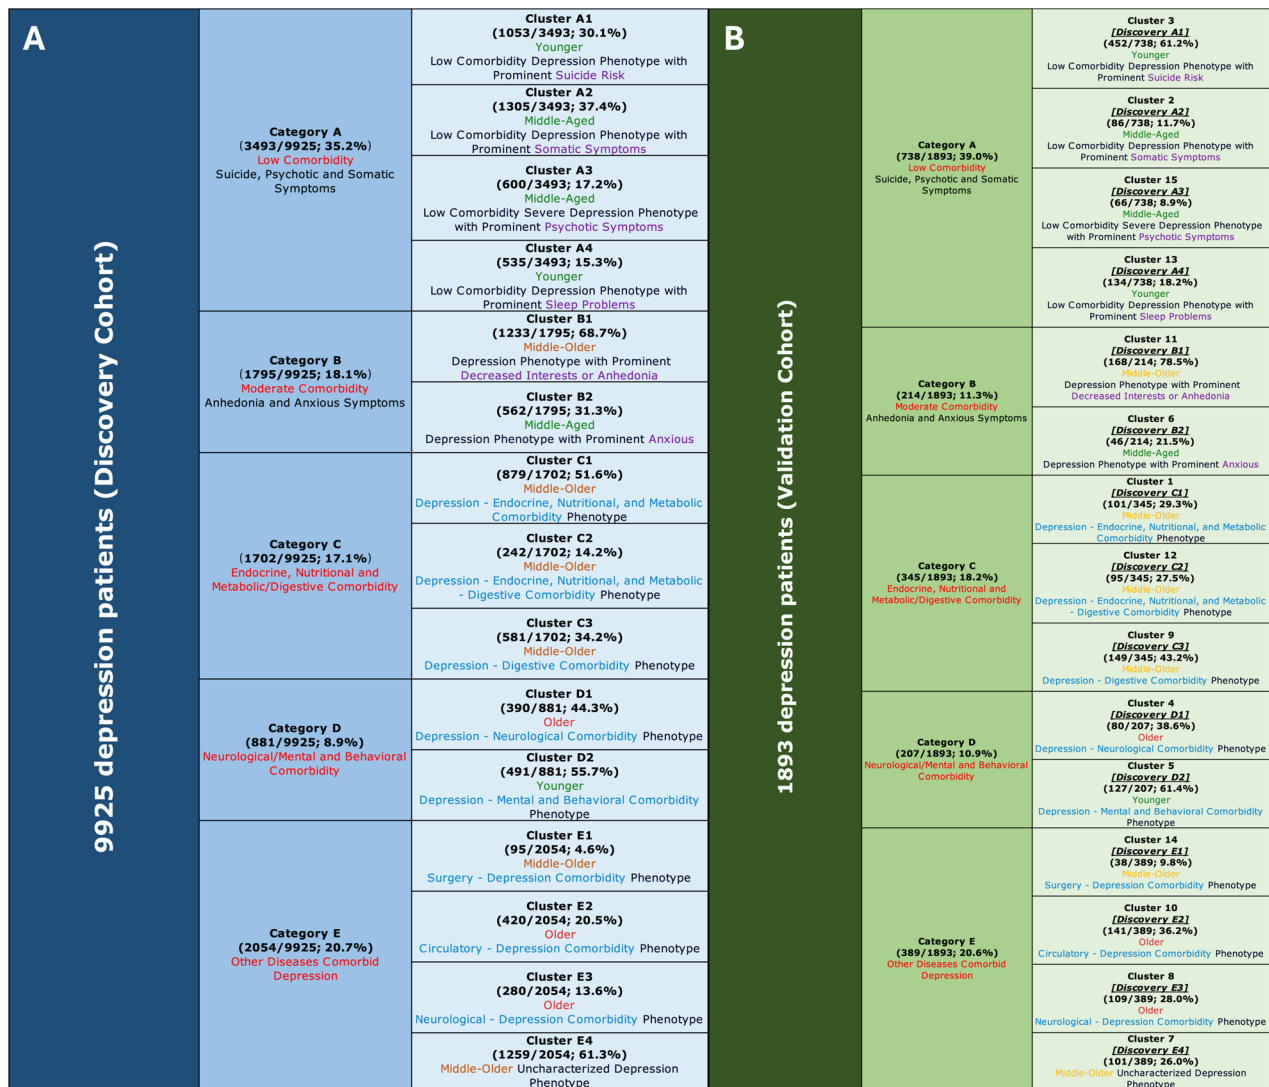 A
9925 depression patients (Discovery Cohort)
Category A
(3493/9925; 35.2%)
Low Comorbidity
Suicide, Psychotic and Somatic
Symptoms
Cluster A1
(1053/3493; 30.1%)
Younger
Low Comorbidity Depression Phenotype with
Prominent Suicide Risk
Cluster A2
(1305/3493; 37.4%)
Middle-Aged
Low Comorbidity Depression Phenotype with
Prominent Somatic Symptoms
Cluster A3
(600/3493; 17.2%)
Middle-Aged
Low Comorbidity Severe Depression Phenotype
with Prominent Psychotic Symptoms
Cluster A4
(535/3493; 15.3%)
Younger
Low Comorbidity Depression Phenotype with
Prominent Sleep Problems
Category B
(1795/9925; 18.1%)
Moderate Comorbidity
Anhedonia and Anxious Symptoms
Cluster B1
(1233/1795; 68.7%)
Middle-Older
Depression Phenotype with Prominent
Decreased Interests or Anhedonia
Cluster B2
(562/1795; 31.3%)
Middle-Aged
Depression Phenotype with Prominent Anxious
Category C
(1702/9925; 17.1%)
Endocrine, Nutritional and
Metabolic/Digestive Comorbidity
Cluster C1
(879/1702; 51.6%)
Middle-Older
Depression - Endocrine, Nutritional, and Metabolic
Comorbidity Phenotype
Cluster C2
(242/1702; 14.2%)
Middle-Older
Depression - Endocrine, Nutritional, and Metabolic
- Digestive Comorbidity Phenotype
Cluster C3
(581/1702; 34.2%)
Middle-Older
Depression - Digestive Comorbidity Phenotype
Category D
(881/9925; 8.9%)
Neurological/Mental and Behavioral
Comorbidity
Cluster D1
(390/881; 44.3%)
Older
Depression - Neurological Comorbidity Phenotype
Cluster D2
(491/881; 55.7%)
Younger
Depression - Mental and Behavioral Comorbidity
Phenotype
Category E
(2054/9925; 20.7%)
Other Diseases Comorbid
Depression
Cluster E1
(95/2054; 4.6%)
Middle-Older
Surgery - Depression Comorbidity Phenotype
Cluster E2
(420/2054; 20.5%)
Older
Circulatory - Depression Comorbidity Phenotype
Cluster E3
(280/2054; 13.6%)
Older
Neurological - Depression Comorbidity Phenotype
Cluster E4
(1259/2054; 61.3%)
Middle-Older Uncharacterized Depression
Phenotype
B
1893 depression patients (Validation Cohort)
Category A
(738/1893; 39.0%)
Low Comorbidity
Suicide, Psychotic and Somatic
Symptoms
Cluster 3
[Discovery A1]
(452/738; 61.2%)
Younger
Low Comorbidity Depression Phenotype with
Prominent Suicide Risk
Cluster 2
[Discovery A2]
(86/738; 11.7%)
Middle-Aged
Low Comorbidity Depression Phenotype with
Prominent Somatic Symptoms
Cluster 15
[Discovery A3]
(66/738; 8.9%)
Middle-Aged
Low Comorbidity Severe Depression Phenotype
with Prominent Psychotic Symptoms
Cluster 13
[Discovery A4]
(134/738; 18.2%)
Younger
Low Comorbidity Depression Phenotype with
Prominent Sleep Problems
Category B
(214/1893; 11.3%)
Moderate Comorbidity
Anhedonia and Anxious Symptoms
Cluster 11
[Discovery B1]
(168/214; 78.5%)
Middle-Older
Depression Phenotype with Prominent
Decreased Interests or Anhedonia
Cluster 6
[Discovery B2]
(46/214; 21.5%)
Middle-Aged
Depression Phenotype with Prominent Anxious
Category C
(345/1893; 18.2%)
Endocrine, Nutritional and
Metabolic/Digestive Comorbidity
Cluster 1
[Discovery C1]
(101/345; 29.3%)
Middle-Older
Depression - Endocrine, Nutritional, and Metabolic
Comorbidity Phenotype
Cluster 12
[Discovery C2]
(95/345; 27.5%)
Middle-Older
Depression - Endocrine, Nutritional, and Metabolic
- Digestive Comorbidity Phenotype
Cluster 9
[Discovery C3]
(149/345; 43.2%)
Middle-Older
Depression - Digestive Comorbidity Phenotype
Category D
(207/1893; 10.9%)
Neurological/Mental and Behavioral
Comorbidity
Cluster 4
[Discovery D1]
(80/207; 38.6%)
Older
Depression - Neurological Comorbidity Phenotype
Cluster 5
[Discovery D2]
(127/207; 61.4%)
Younger
Depression - Mental and Behavioral Comorbidity
Phenotype
Category E
(389/1893; 20.6%)
Other Diseases Comorbid
Depression
Cluster 14
[Discovery E1]
(38/389; 9.8%)
Middle-Older
Surgery - Depression Comorbidity Phenotype
Cluster 10
[Discovery E2]
(141/389; 36.2%)
Older
Circulatory - Depression Comorbidity Phenotype
Cluster 8
[Discovery E3]
(109/389; 28.0%)
Older
Neurological - Depression Comorbidity Phenotype
Cluster 7
[Discovery E4]
(101/389; 26.0%)
Middle-Older Uncharacterized Depression
Phenotype